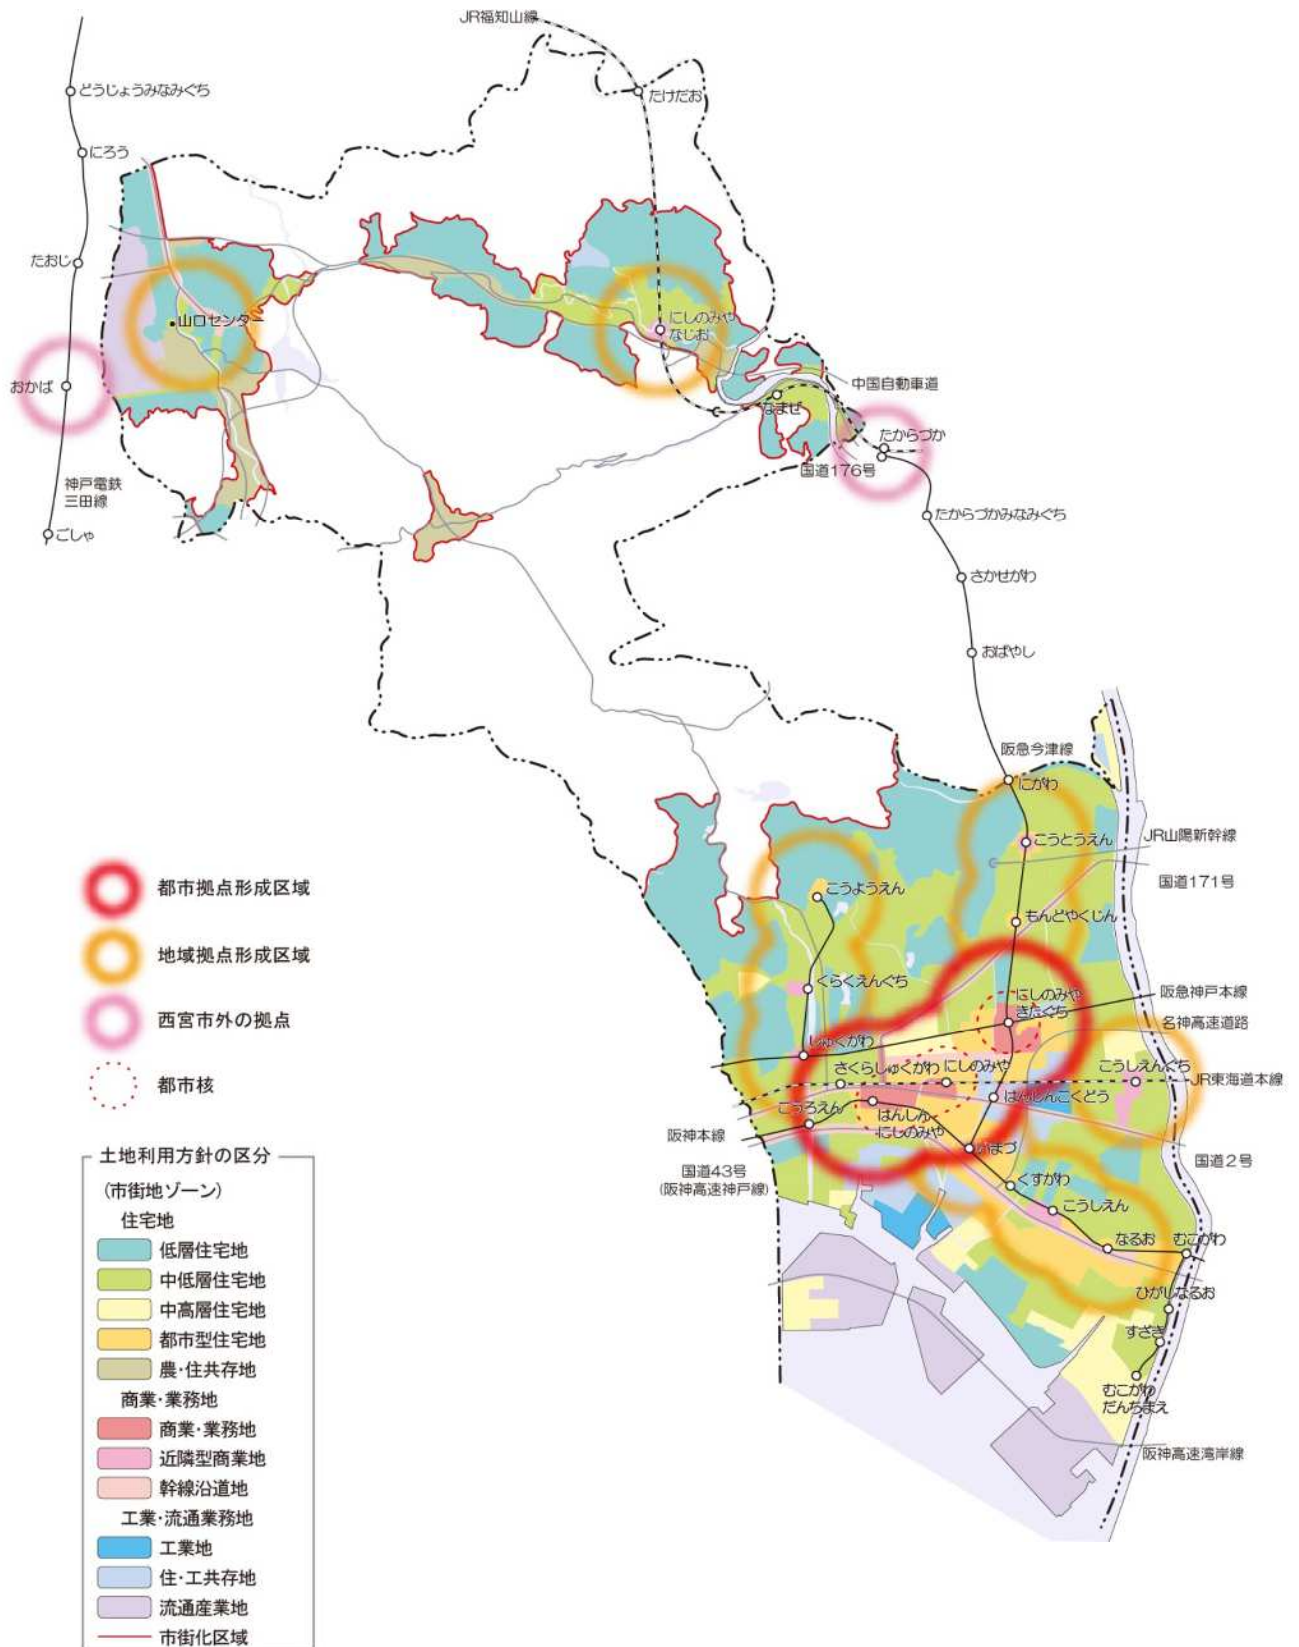 JR福知山線
どうじょうみなみぐち
たけだお
にろう
たおじ
山口センター
にしのみや
なじお
おかば
中国自動車道
なまぜ
たからづか
国道176号
神戸電鉄
三田線
ごしゃ
たからづかみなみぐち
さかせがわ
おばやし
阪急今津線
にがわ
こうとうえん
JR山陽新幹線
国道171号
こうようえん
もんどやくじん
くらくえんぐち
にしのみや
きたぐち
阪急神戸本線
名神高速道路
しゅくがわ
さくらしゅくがわ
にしのみや
こうしえんぐち
JR東海道本線
はんしんこくどう
こうろえん
はんしん
にしのみや
阪神本線
いまづ
国道2号
国道43号
(阪神高速神戸線)
くすがわ
こうしえん
なるお
むこがわ
ひがしなるお
すざき
むこがわ
だんちまえ
阪神高速湾岸線
都市拠点形成区域
地域拠点形成区域
西宮市外の拠点
都市核
土地利用方針の区分
(市街地ゾーン)
住宅地
低層住宅地
中低層住宅地
中高層住宅地
都市型住宅地
農・住共存地
商業・業務地
商業・業務地
近隣型商業地
幹線沿道地
工業・流通業務地
工業地
住・工共存地
流通産業地
市街化区域